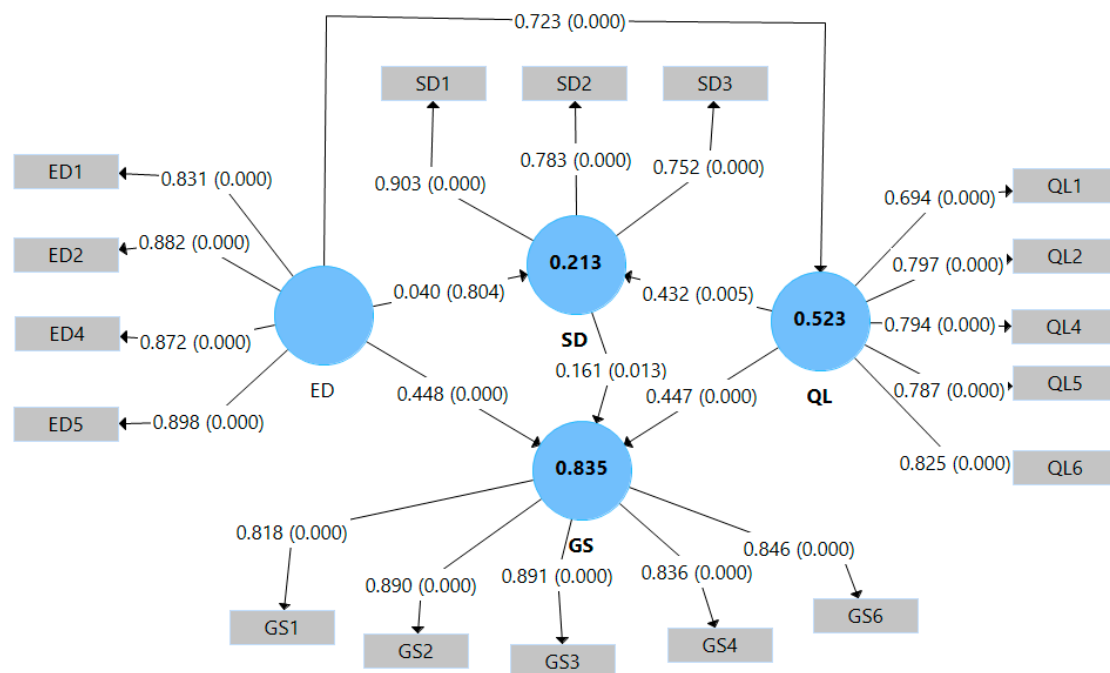 0.723 (0.000)
SD1
SD2
SD3
ED1
0.831 (0.000)
0.783 (0.000)
0.752 (0.000)
0.903 (0.000)
0.694 (0.000)
QL1
ED2
0.882 (0.000)
0.797 (0.000)
QL2
0.213
0.040 (0.804)
0.432 (0.005)
0.523
ED4
0.872 (0.000)
0.794 (0.000)
QL4
SD
ED
0.161 (0.013)
QL
0.787 (0.000)
QL5
0.448 (0.000)
0.447 (0.000)
ED5
0.898 (0.000)
0.825 (0.000)
QL6
0.835
0.818 (0.000)
GS
0.846 (0.000)
0.890 (0.000)
0.891 (0.000)
0.836 (0.000)
GS1
GS2
GS3
GS4
GS6